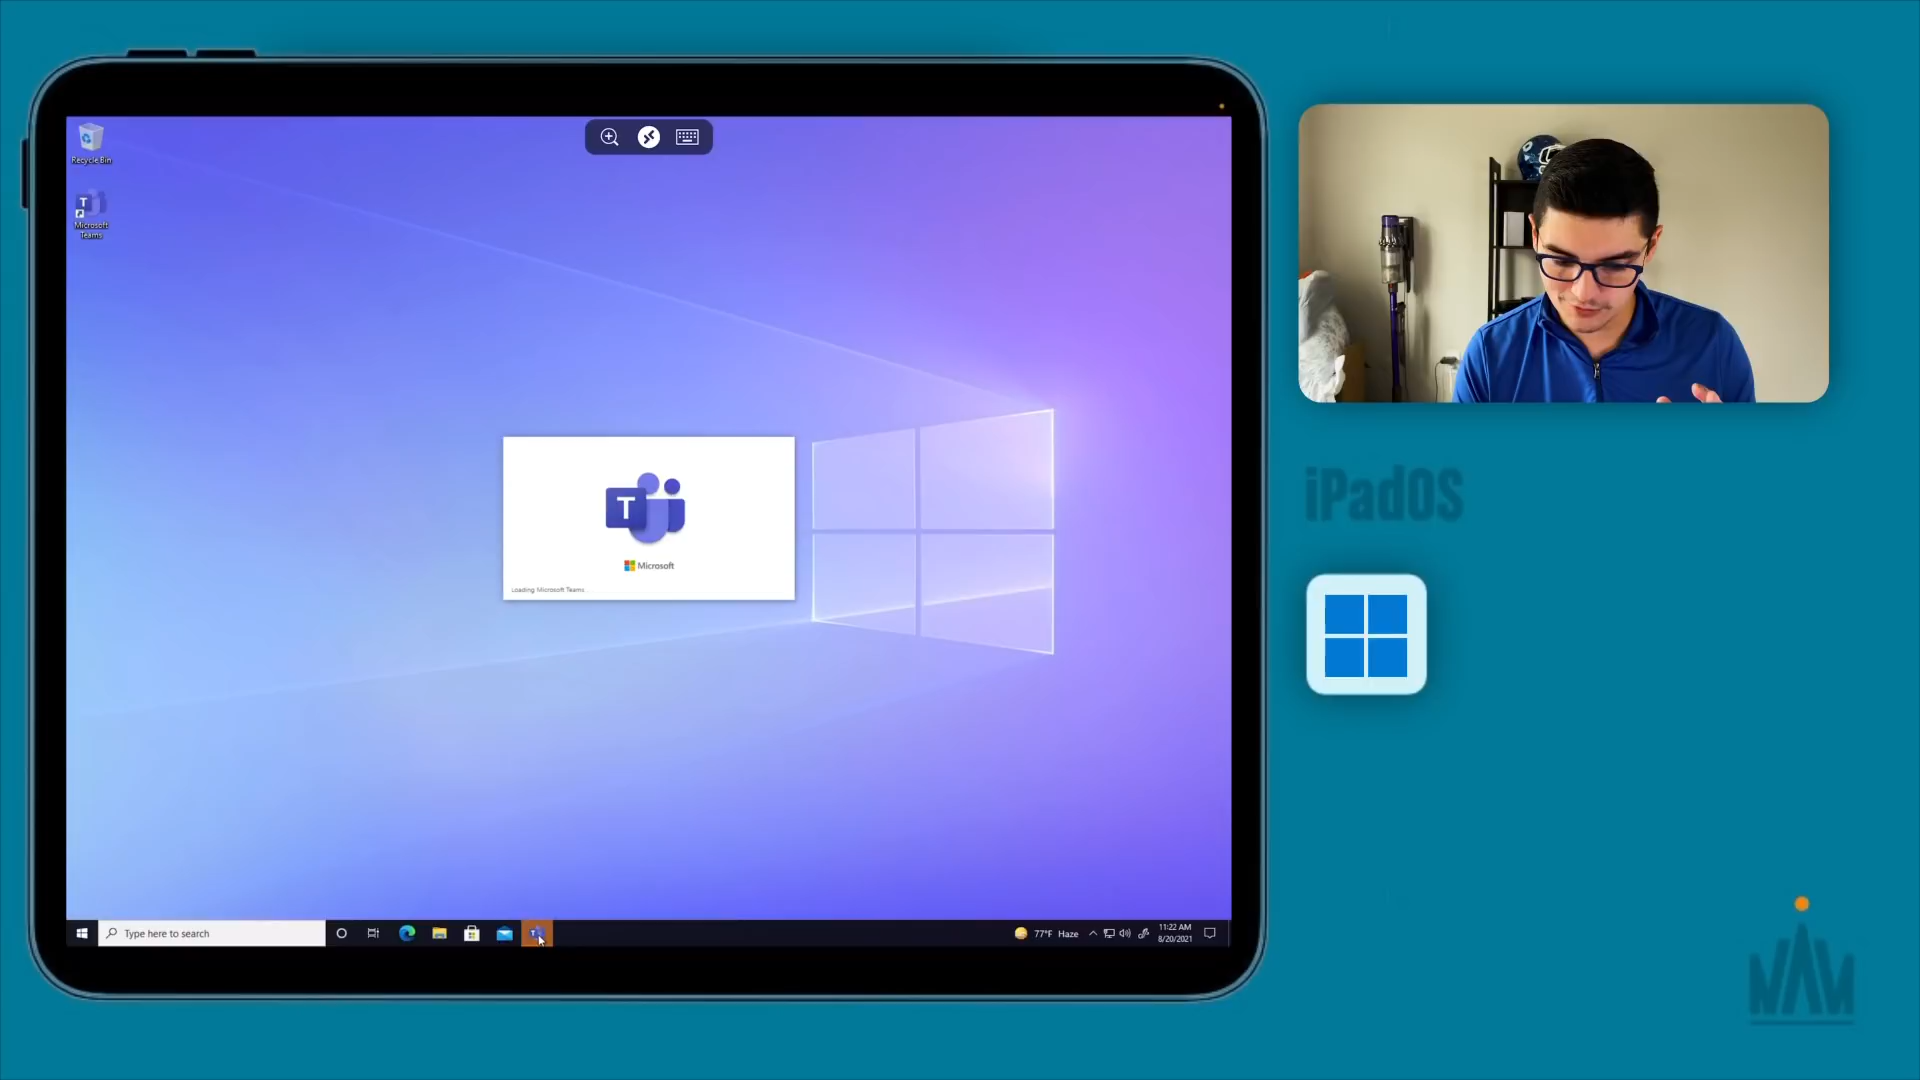 Recycle Bin
Microsoft
Teams
T
Microsoft
Loading Microsoft Teams
Type here to search
77°F Haze
11:22 AM
8/20/2021
iPadOS